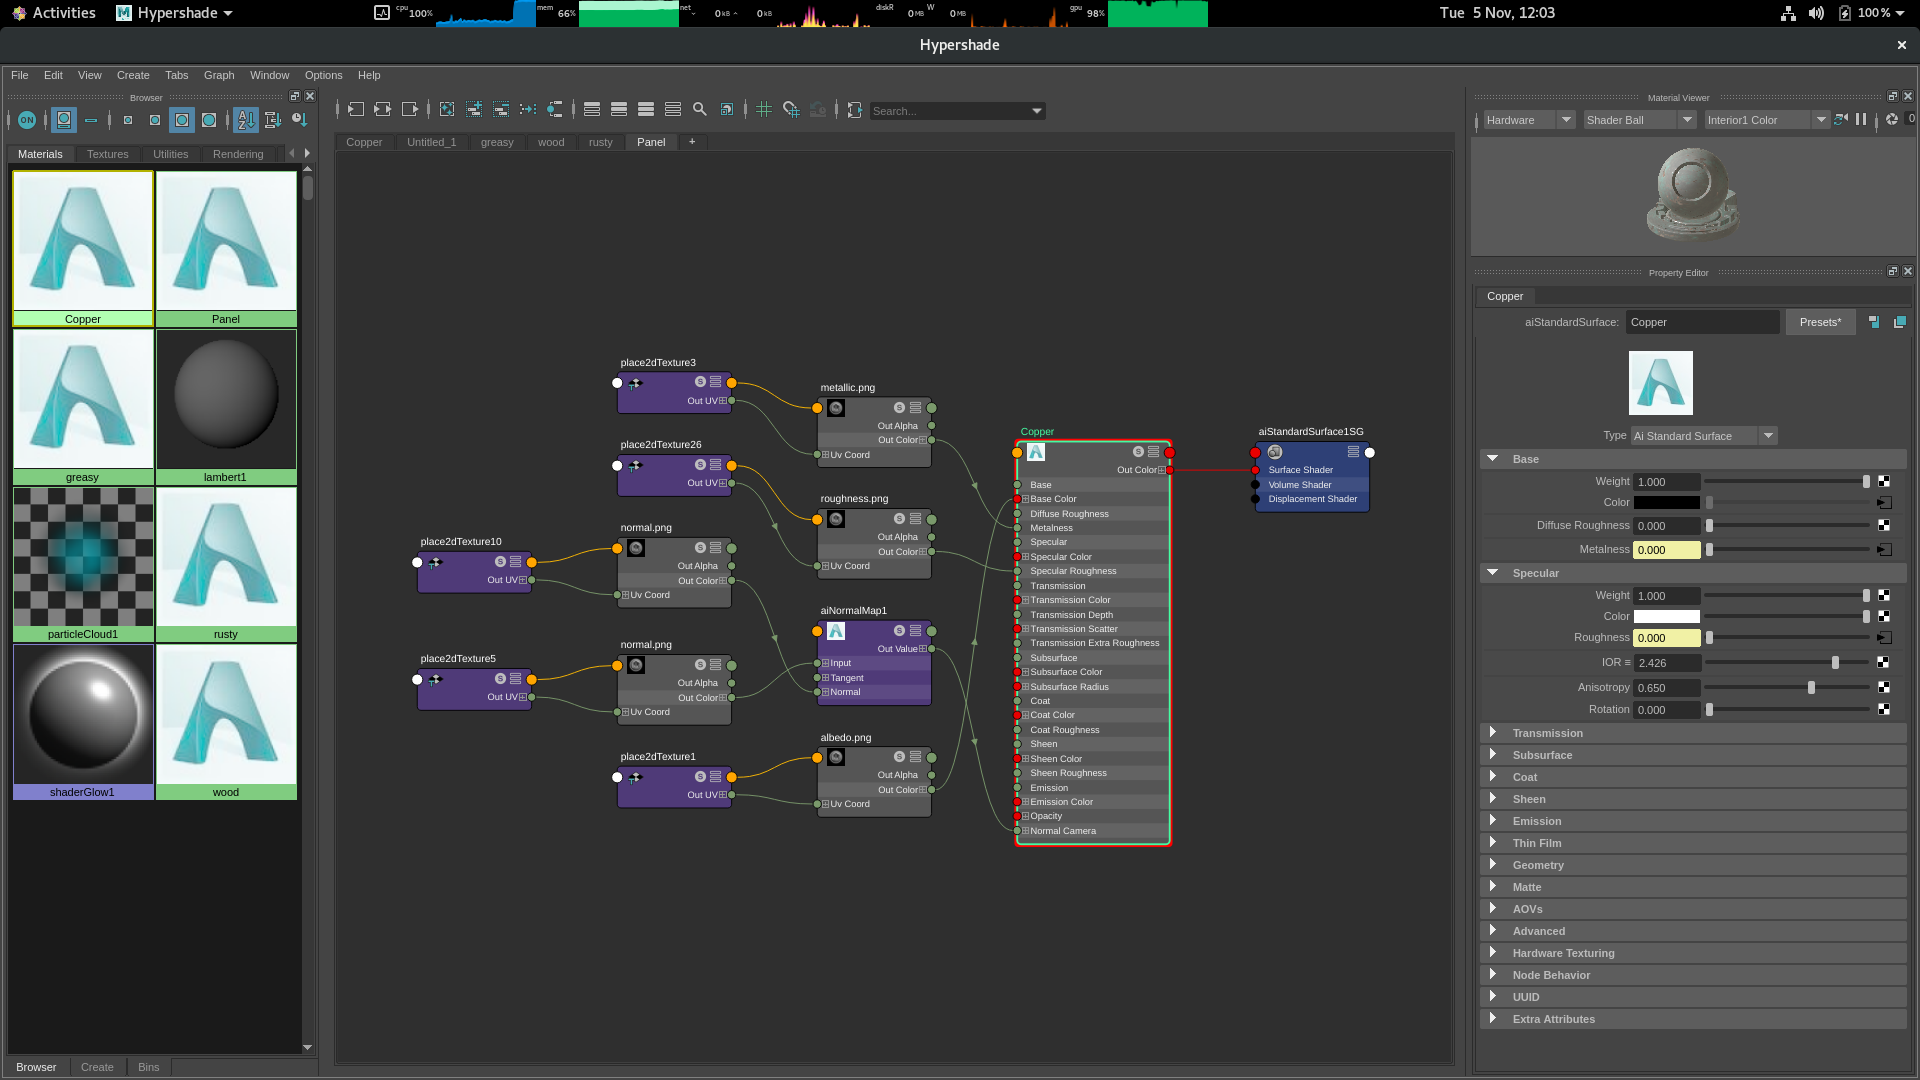 Activities
Hypershade
cpu
100%
mem
66%
net
0kB
0kB
diskR
0MB
W
0MB
gpu
98%
Tue 5 Nov, 12:03
100%
Hypershade
File Edit View Create Tabs Graph Window Options Help
Browser
ON
Materials Textures Utilities Rendering
Copper
Panel
greasy
lambert1
particleCloud1
rusty
shaderGlow1
wood
Browser Create Bins
Search...
Copper Untitled_1 greasy wood rusty Panel +
place2dTexture3
Out UV
place2dTexture26
Out UV
place2dTexture10
Out UV
place2dTexture5
Out UV
place2dTexture1
Out UV
normal.png
Out Alpha
Out Color
Uv Coord
normal.png
Out Alpha
Out Color
Uv Coord
metallic.png
Out Alpha
Out Color
Uv Coord
roughness.png
Out Alpha
Out Color
Uv Coord
aiNormalMap1
Out Value
Input
Tangent
Normal
albedo.png
Out Alpha
Out Color
Uv Coord
Copper
Out Color
Base
Base Color
Diffuse Roughness
Metalness
Specular
Specular Color
Specular Roughness
Transmission
Transmission Color
Transmission Depth
Transmission Scatter
Transmission Extra Roughness
Subsurface
Subsurface Color
Subsurface Radius
Coat
Coat Color
Coat Roughness
Sheen
Sheen Color
Sheen Roughness
Emission
Emission Color
Opacity
Normal Camera
aiStandardSurface1SG
Surface Shader
Volume Shader
Displacement Shader
Material Viewer
Hardware
Shader Ball
Interior1 Color
0
Property Editor
Copper
aiStandardSurface: Copper
Presets*
Type Ai Standard Surface
Base
Weight 1.000
Color
Diffuse Roughness 0.000
Metalness 0.000
Specular
Weight 1.000
Color
Roughness 0.000
IOR = 2.426
Anisotropy 0.650
Rotation 0.000
Transmission
Subsurface
Coat
Sheen
Emission
Thin Film
Geometry
Matte
AOVs
Advanced
Hardware Texturing
Node Behavior
UUID
Extra Attributes